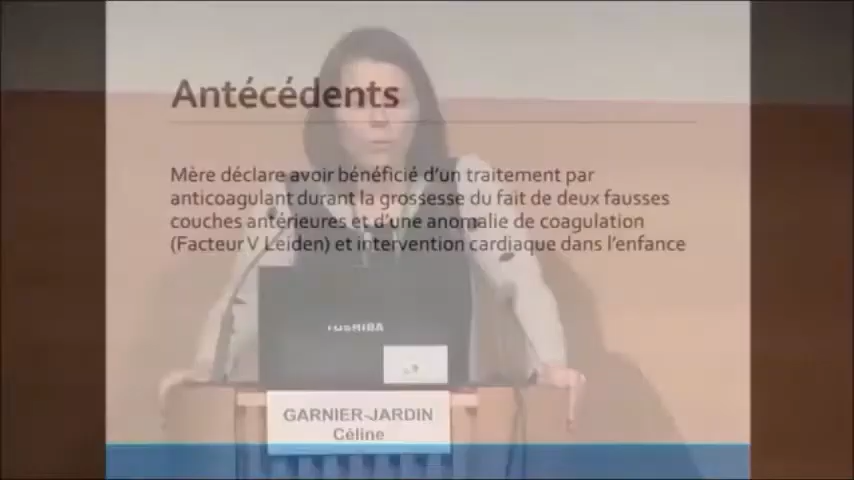 Antécédents
Mère déclare avoir bénéficié d'un traitement par
anticoagulant durant la grossesse du fait de deux fausses
couches antérieures et d'une anomalie de coagulation
(Facteur V Leiden) et intervention cardiaque dans l'enfance
TOSHIBA
GARNIER-JARDIN
Céline